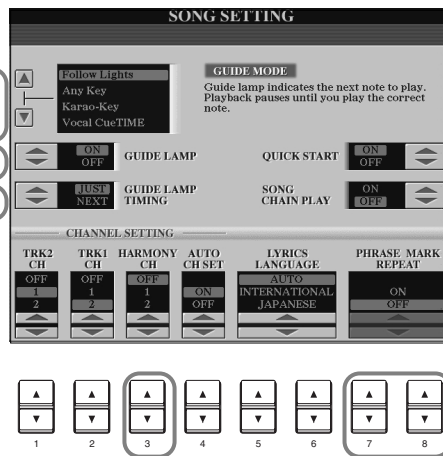 SONG SETTING
Follow Lights
Any Key
Karao-Key
Vocal CueTIME
GUIDE MODE
Guide lamp indicates the next note to play.
Playback pauses until you play the correct
note.
ON
OFF
GUIDE LAMP
QUICK START
ON
OFF
JUST
NEXT
GUIDE LAMP
TIMING
SONG
CHAIN PLAY
ON
OFF
CHANNEL SETTING
TRK2
CH
TRK1
CH
HARMONY
CH
AUTO
CH SET
LYRICS
LANGUAGE
PHRASE MARK
REPEAT
OFF
1
2
OFF
1
2
OFF
1
2
ON
OFF
AUTO
INTERNATIONAL
JAPANESE
ON
OFF
1 2 3 4 5 6 7 8